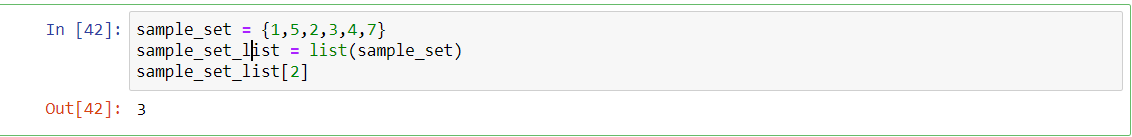 In [42]: sample_set = {1,5,2,3,4,7}
sample_set_list = list(sample_set)
sample_set_list[2]
Out[42]: 3